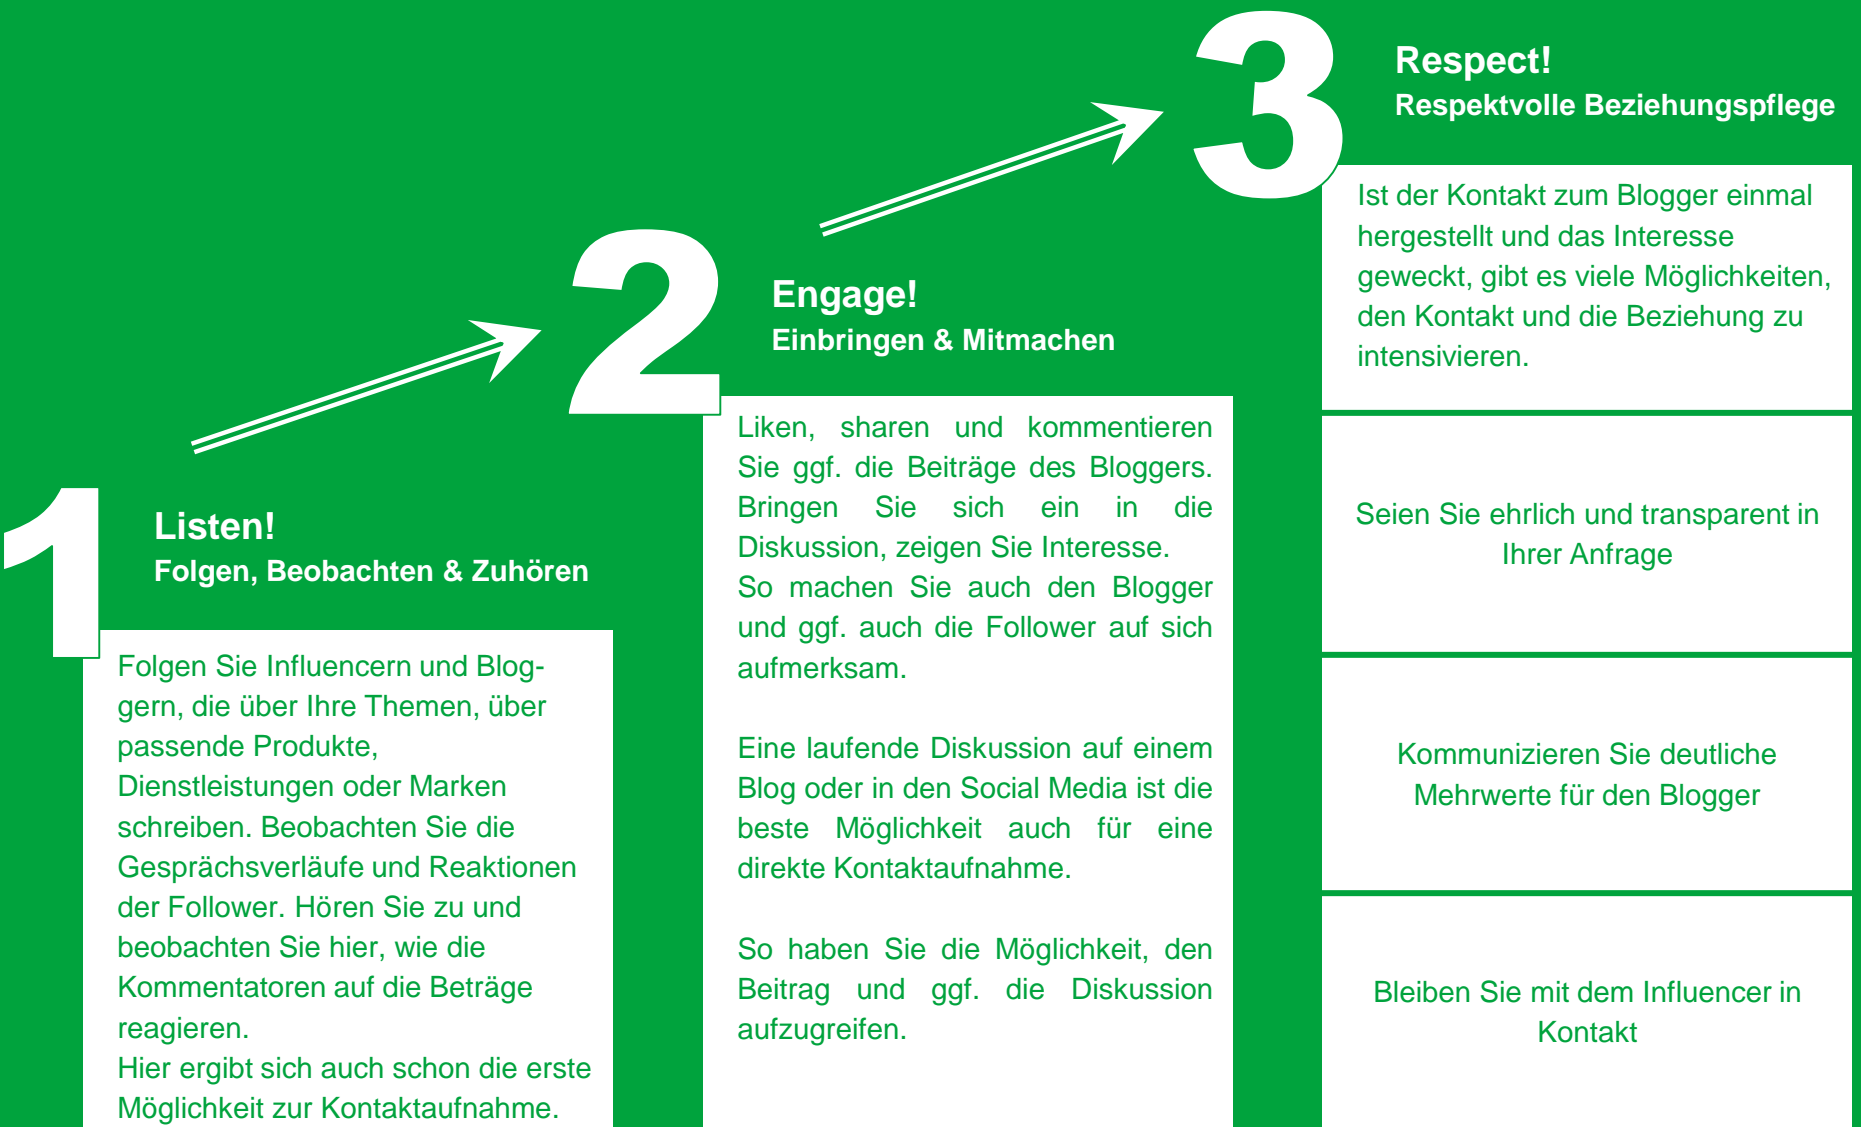 1
Listen!
Folgen, Beobachten & Zuhören
Folgen Sie Influencern und Blog-
gern, die über Ihre Themen, über
passende Produkte,
Dienstleistungen oder Marken
schreiben. Beobachten Sie die
Gesprächsverläufe und Reaktionen
der Follower. Hören Sie zu und
beobachten Sie hier, wie die
Kommentatoren auf die Beträge
reagieren.
Hier ergibt sich auch schon die erste
Möglichkeit zur Kontaktaufnahme.
2
Engage!
Einbringen & Mitmachen
Liken, sharen und kommentieren
Sie ggf. die Beiträge des Bloggers.
Bringen Sie sich ein in die
Diskussion, zeigen Sie Interesse.
So machen Sie auch den Blogger
und ggf. auch die Follower auf sich
aufmerksam.
Eine laufende Diskussion auf einem
Blog oder in den Social Media ist die
beste Möglichkeit auch für eine
direkte Kontaktaufnahme.
So haben Sie die Möglichkeit, den
Beitrag und ggf. die Diskussion
aufzugreifen.
3
Respect!
Respektvolle Beziehungspflege
Ist der Kontakt zum Blogger einmal
hergestellt und das Interesse
geweckt, gibt es viele Möglichkeiten,
den Kontakt und die Beziehung zu
intensivieren.
Seien Sie ehrlich und transparent in
Ihrer Anfrage
Kommunizieren Sie deutliche
Mehrwerte für den Blogger
Bleiben Sie mit dem Influencer in
Kontakt